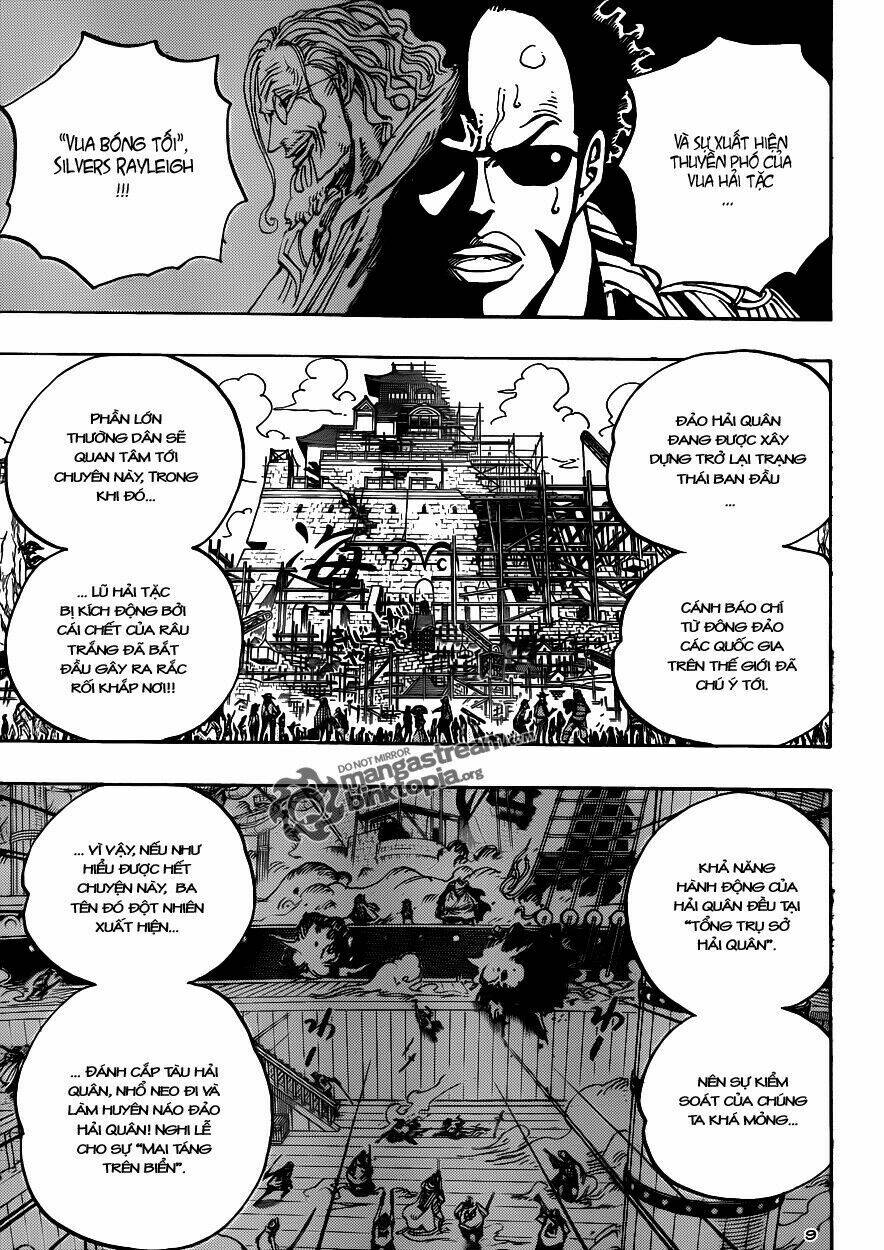 VÀ SỰ XUẤT HIỆN
THUYỀN PHÓ CỦA
VUA HẢI TẶC
...
"VUA BÓNG TỐI",
SILVERS RAYLEIGH
!!!
ĐẢO HẢI QUÂN
ĐANG ĐƯỢC XÂY
DỰNG TRỞ LẠI TRẠNG
THÁI BAN ĐẦU
...
CÁNH BÁO CHÍ
TỪ ĐÔNG ĐẢO
CÁC QUỐC GIA
TRÊN THẾ GIỚI ĐÃ
CHÚ Ý TỚI.
海
PHẦN LỚN
THƯỜNG DÂN SẼ
QUAN TÂM TỚI
CHUYÊN NÀY, TRONG
KHI ĐÓ...
... LŨ HẢI TẶC
BỊ KÍCH ĐỘNG BỞI
CÁI CHẾT CỦA RÂU
TRẮNG ĐÃ BẮT
ĐẦU GÂY RA RẮC
RỐI KHẮP NƠI!!
DO NOT MIRROR
mangastream.com
binktopia.org
KHẢ NĂNG
HÀNH ĐỘNG CỦA
HẢI QUÂN ĐỀU TẠI
"TỔNG TRỤ SỞ
HẢI QUÂN".
NÊN SỰ KIỂM
SOÁT CỦA CHÚNG
TA KHÁ MỎNG...
... VÌ VẬY, NẾU NHƯ
HIỂU ĐƯỢC HẾT
CHUYỆN NÀY, BA
TÊN ĐÓ ĐỘT NHIÊN
XUẤT HIỆN...
... ĐÁNH CẮP TÀU HẢI
QUÂN, NHỔ NEO ĐI VÀ
LÀM HUYÊN NÁO ĐẢO
HẢI QUÂN! NGHI LỄ
CHO SỰ "MAI TÁNG
TRÊN BIỂN".
9